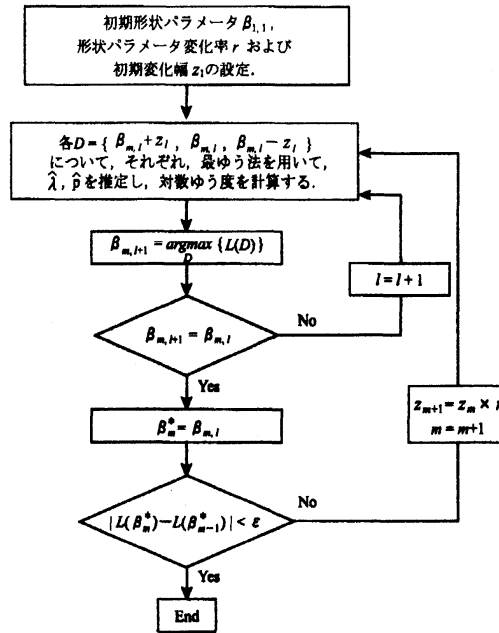 初期形状パラメータ β1,1,
形状パラメータ変化率 r および
初期変化幅 z1の設定.
各D = { βm,l+zl , βm,l , βm,l−zl }
について，それぞれ，最ゆう法を用いて，
λ̂, p̂を推定し，対数ゆう度を計算する.
βm,l+1 = argmax {L(D)}
D
l = l + 1
βm,l+1 = βm,l
No
Yes
β*m = βm,l
zm+1 = zm ×
m = m+1
| L(β*m)−L(β*m−1) | < ε
No
Yes
End